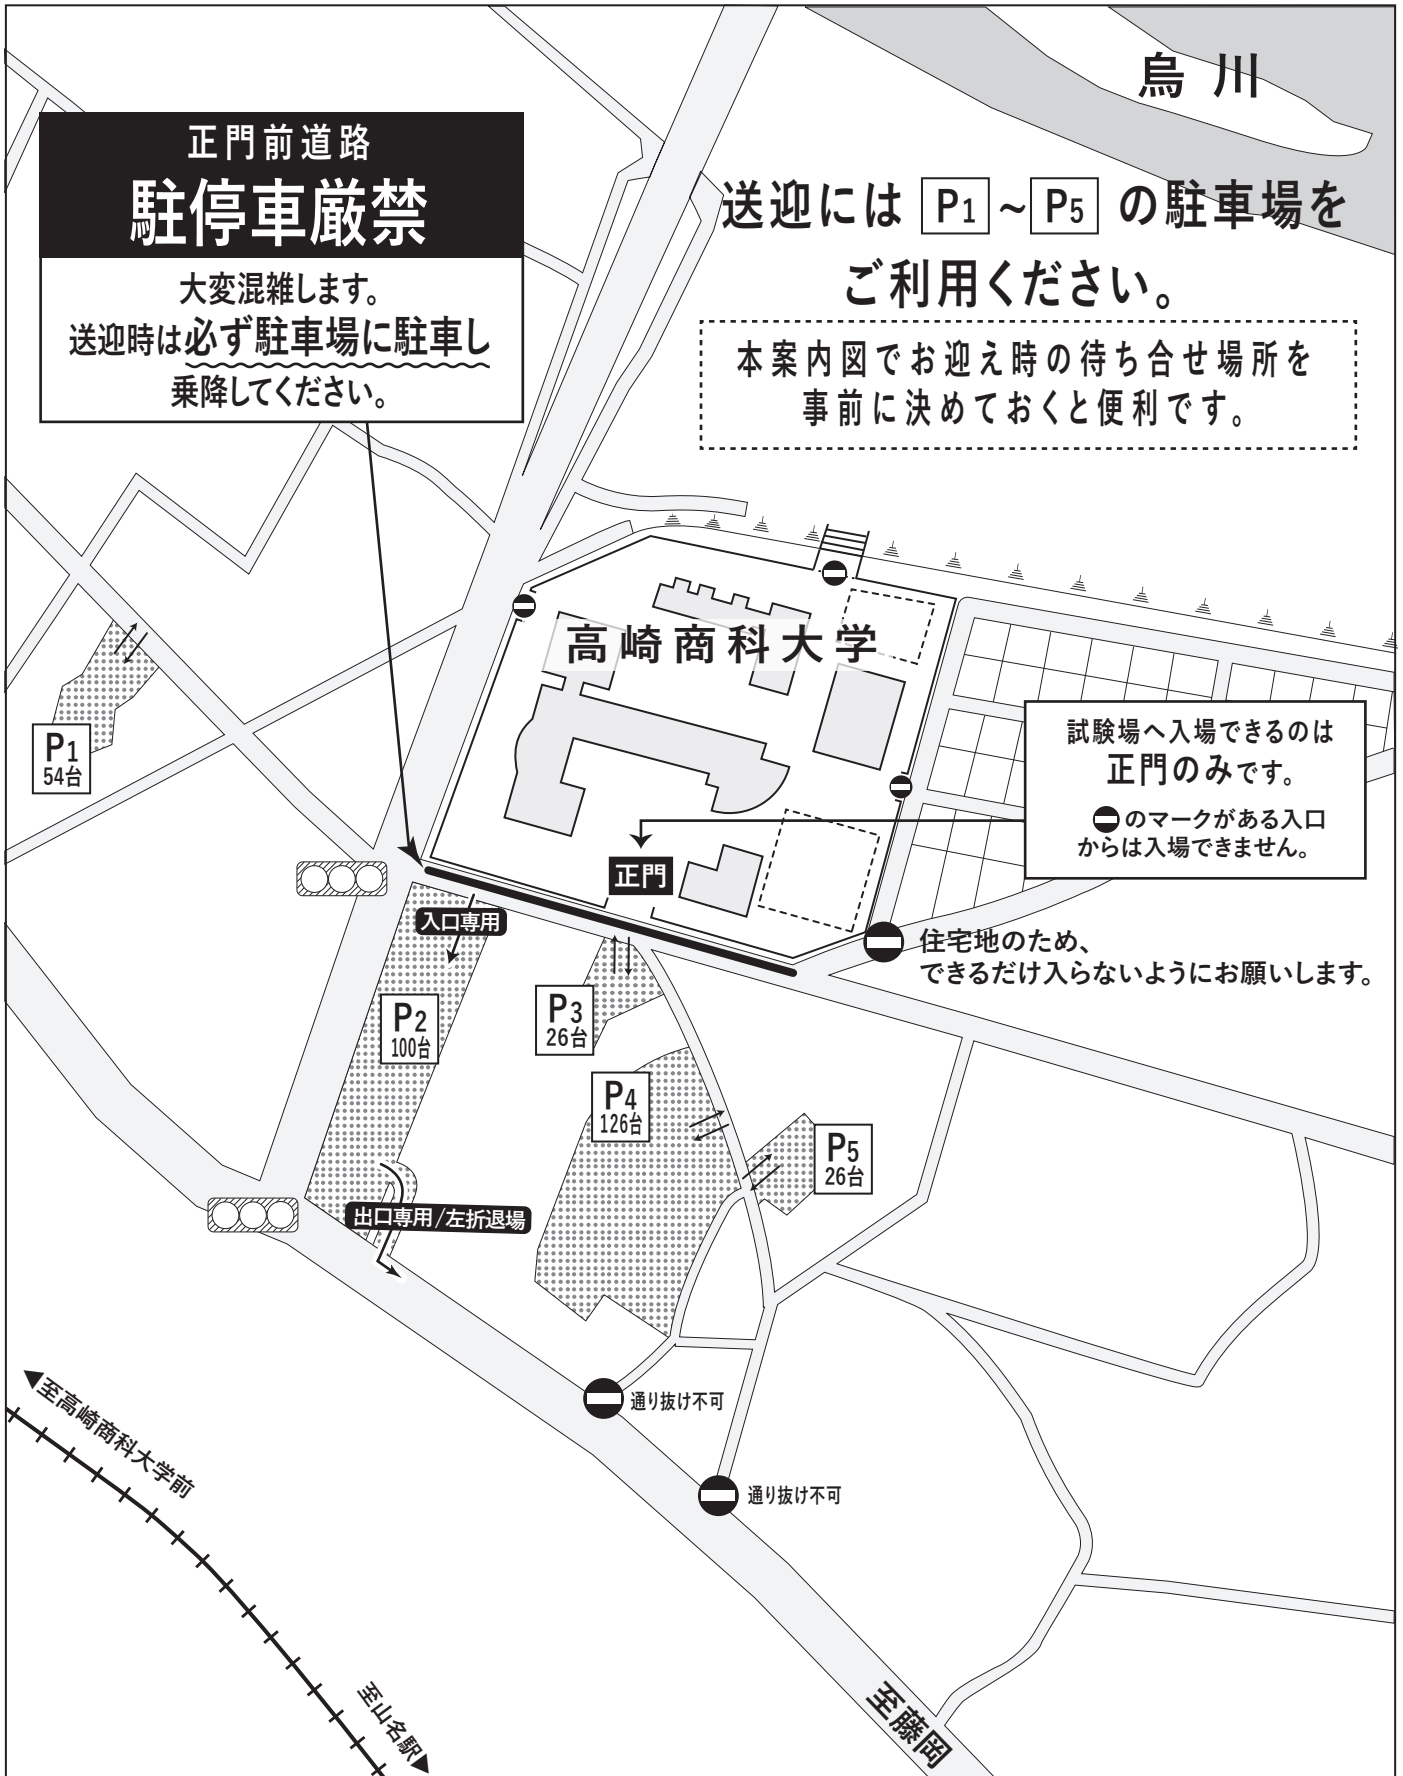 烏川
正門前道路
駐停車厳禁
大変混雑します。
送迎時は必ず駐車場に駐車し
乗降してください。
送迎には P1 ~ P5 の駐車場を
ご利用ください。
本案内図でお迎え時の待ち合せ場所を
事前に決めておくと便利です。
高崎商科大学
P1
54台
試験場へ入場できるのは
正門のみです。
のマークがある入口
からは入場できません。
正門
入口専用
住宅地のため、
できるだけ入らないようにお願いします。
P2
100台
P3
26台
P4
126台
P5
26台
出口専用/左折退場
通り抜け不可
通り抜け不可
至高崎商科大学前
至山名駅
至藤岡